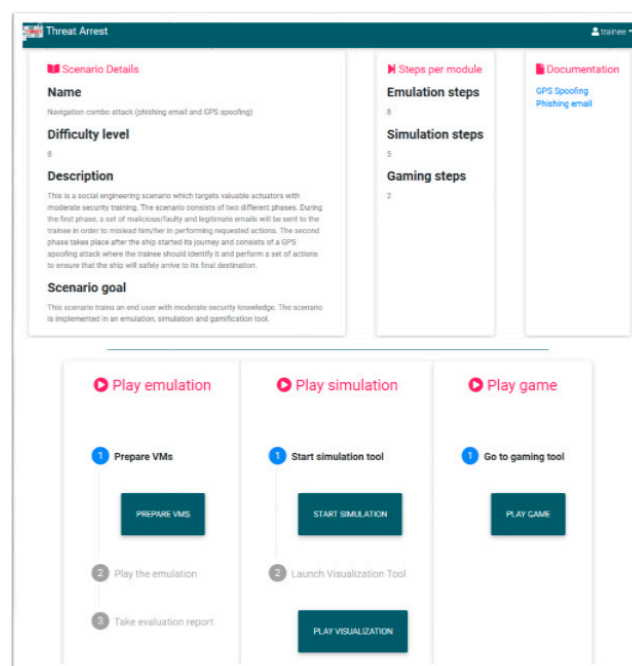 Threat Arrest
trainee
Scenario Details
Name
Navigation combo attack (phishing email and GPS spoofing)
Difficulty level
8
Description
This is a social engineering scenario which targets valuable actuators with
moderate security training. The scenario consists of two different phases. During
the first phase, a set of malicious/faulty and legitimate emails will be sent to the
trainee in order to mislead him/her in performing requested actions. The second
phase takes place after the ship started its journey and consists of a GPS
spoofing attack where the trainee should identify it and perform a set of actions
to ensure that the ship will safely arrive to its final destination.
Scenario goal
This scenario trains an end user with moderate security knowledge. The scenario
is implemented in an emulation, simulation and gamification tool.
Steps per module
Emulation steps
8
Simulation steps
5
Gaming steps
2
Documentation
GPS Spoofing
Phishing email
Play emulation
1 Prepare VMs
PREPARE VMS
2 Play the emulation
3 Take evaluation report
Play simulation
1 Start simulation tool
START SIMULATION
2 Launch Visualization Tool
PLAY VISUALIZATION
Play game
1 Go to gaming tool
PLAY GAME